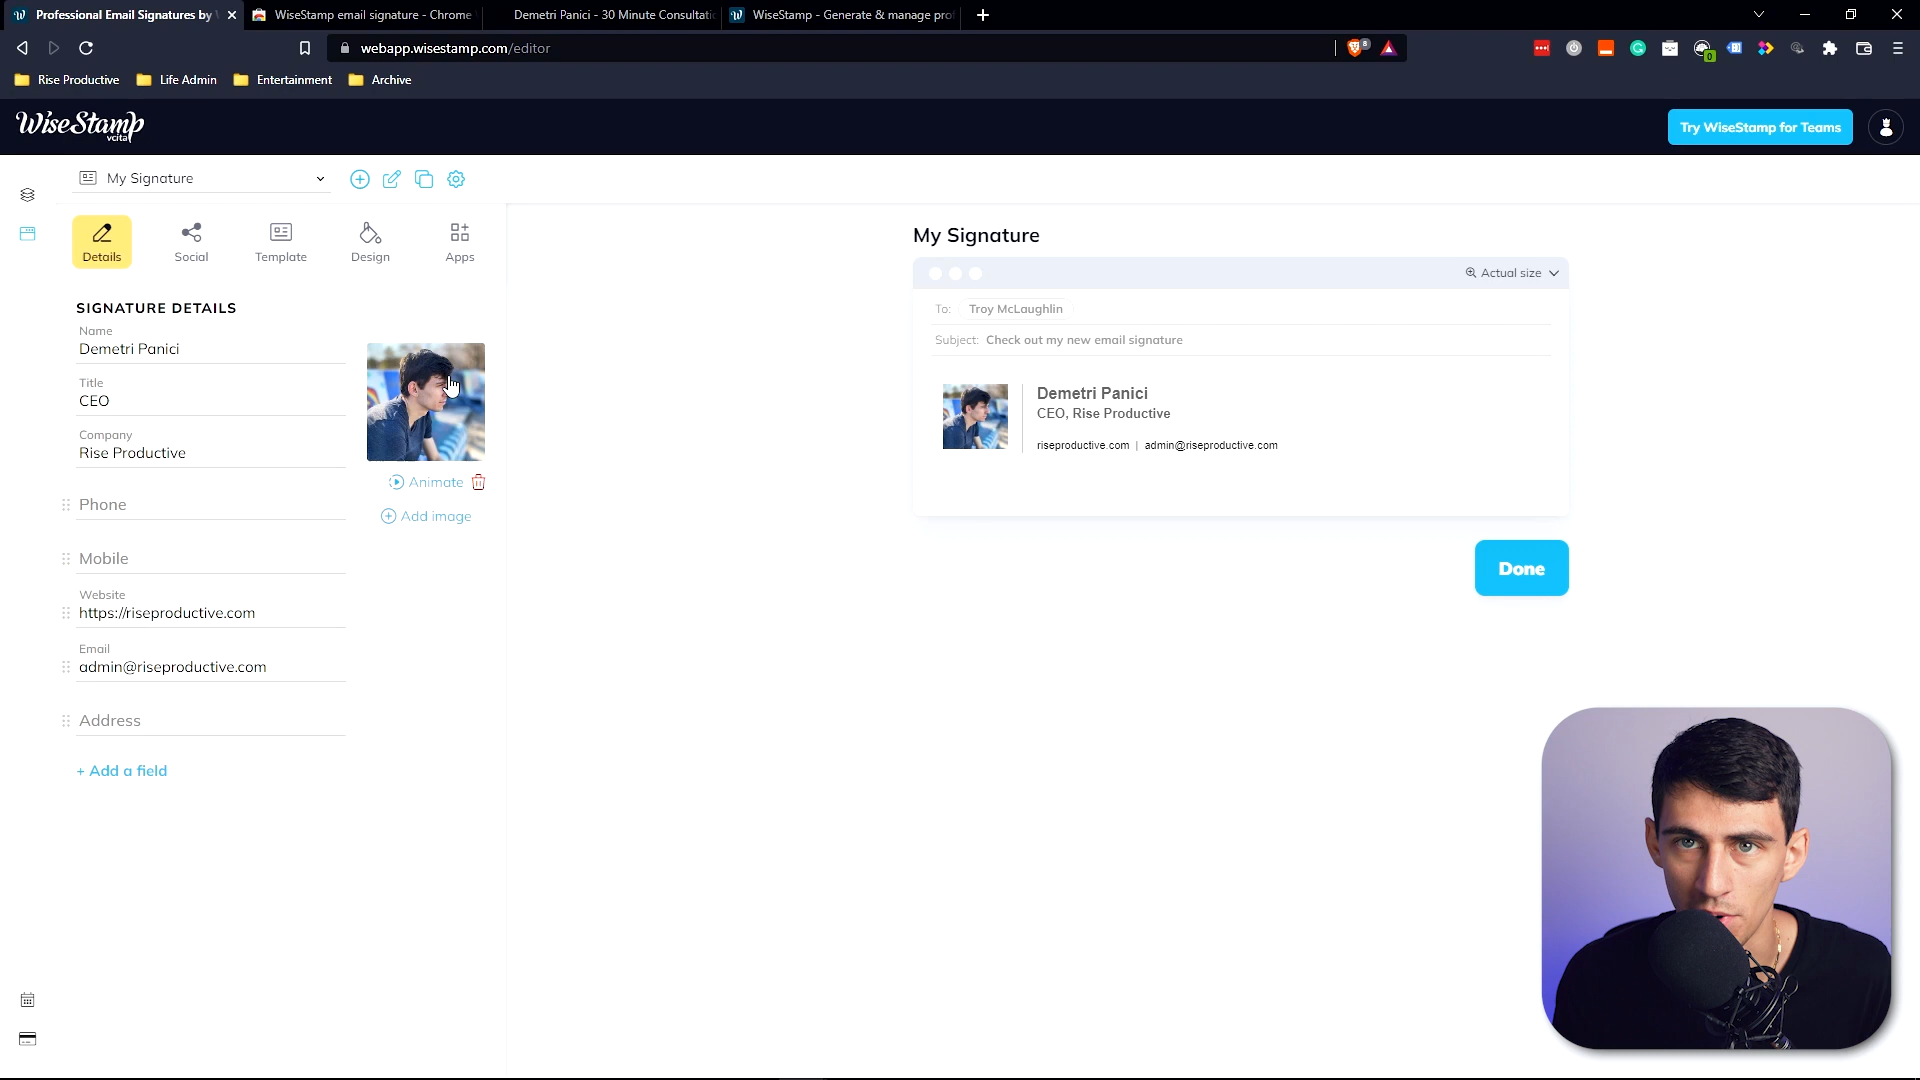 Professional Email Signatures by
WiseStamp email signature - Chrome
Demetri Panici - 30 Minute Consultati
WiseStamp - Generate & manage pro
webapp.wisestamp.com/editor
8
0
Rise Productive
Life Admin
Entertainment
Archive
WiseStamp
vcita
Try WiseStamp for Teams
My Signature
Details
Social
Template
Design
Apps
SIGNATURE DETAILS
Name
Demetri Panici
Title
CEO
Company
Rise Productive
Animate
Add image
Phone
Mobile
Website
https://riseproductive.com
Email
admin@riseproductive.com
Address
+ Add a field
My Signature
Actual size
To: Troy McLaughlin
Subject: Check out my new email signature
Demetri Panici
CEO, Rise Productive
riseproductive.com | admin@riseproductive.com
Done